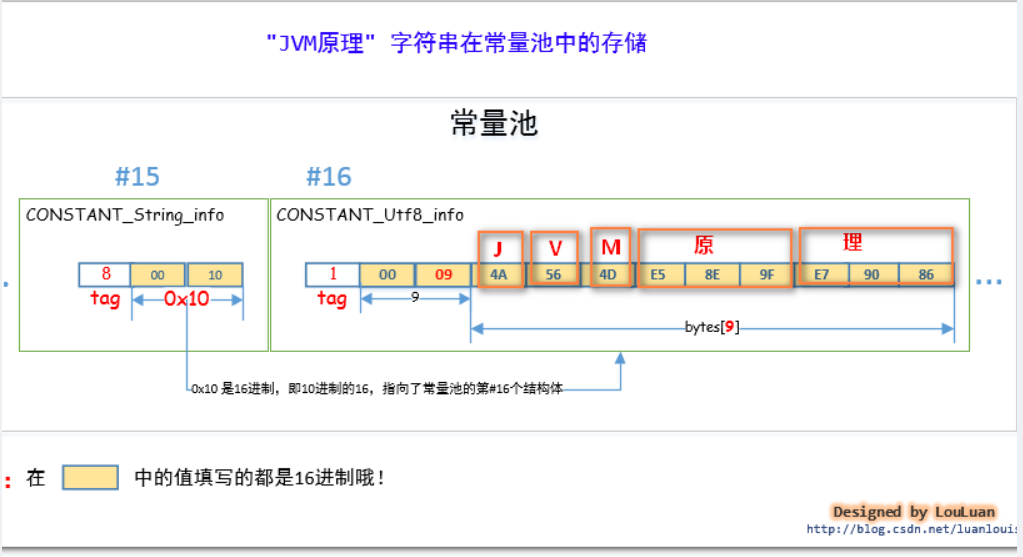 "JVM原理" 字符串在常量池中的存储
常量池
#15 #16
CONSTANT_String_info CONSTANT_Utf8_info
J V M 原 理
8 00 10 1 00 09 4A 56 4D E5 8E 9F E7 90 86
tag 0x10 tag 9
bytes[9]
0x10 是16进制，即10进制的16，指向了常量池的第#16个结构体
: 在 中的值填写的都是16进制哦！
Designed by LouLuan
http://blog.csdn.net/luanlouis